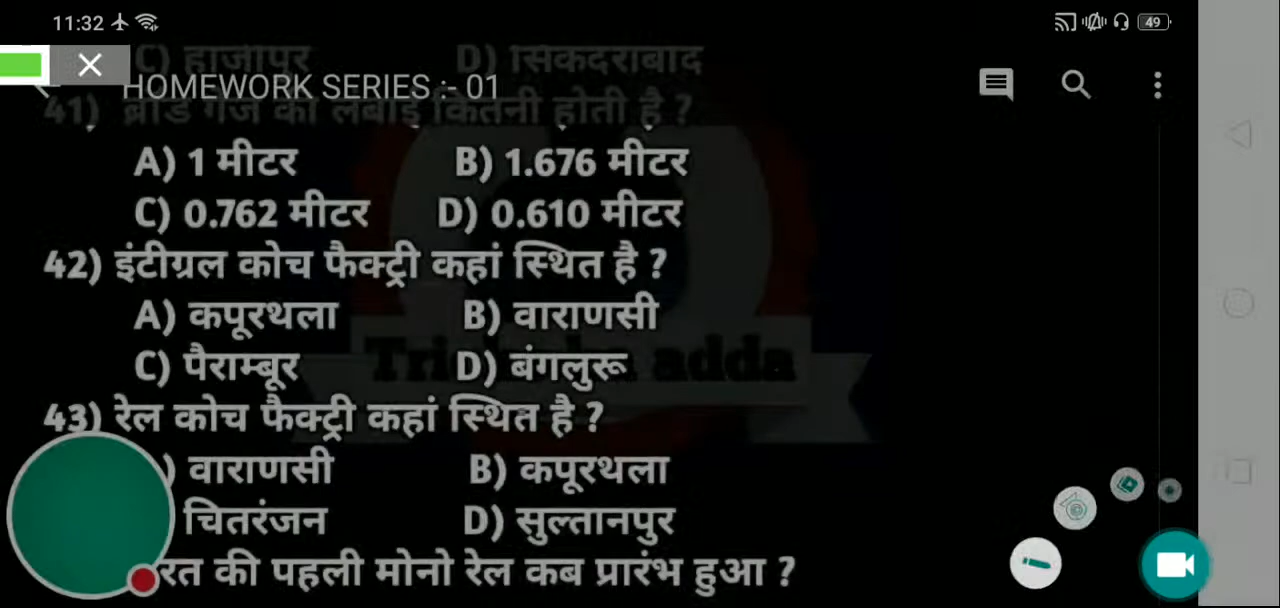 11:32
49
C) हाजीपुर D) सिकंदराबाद
HOMEWORK SERIES :- 01
41) ब्रॉड गेज की लंबाई कितनी होती है ?
A) 1 मीटर B) 1.676 मीटर
C) 0.762 मीटर D) 0.610 मीटर
42) इंटीग्रल कोच फैक्ट्री कहां स्थित है ?
A) कपूरथला B) वाराणसी
C) पैराम्बूर D) बंगलुरू
43) रेल कोच फैक्ट्री कहां स्थित है ?
) वाराणसी B) कपूरथला
चितरंजन D) सुल्तानपुर
रत की पहली मोनो रेल कब प्रारंभ हुआ ?
adda